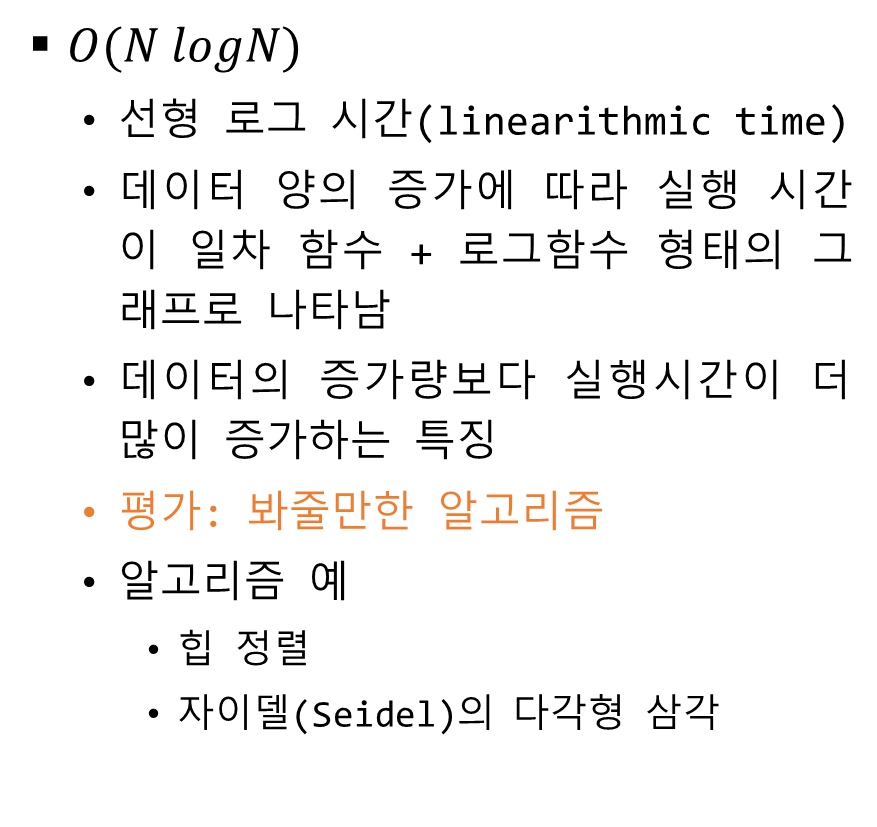 ▪ O(N logN)
• 선형 로그 시간(linearithmic time)
• 데이터 양의 증가에 따라 실행 시간
이 일차 함수 + 로그함수 형태의 그
래프로 나타남
• 데이터의 증가량보다 실행시간이 더
많이 증가하는 특징
• 평가: 봐줄만한 알고리즘
• 알고리즘 예
• 힙 정렬
• 자이델(Seidel)의 다각형 삼각